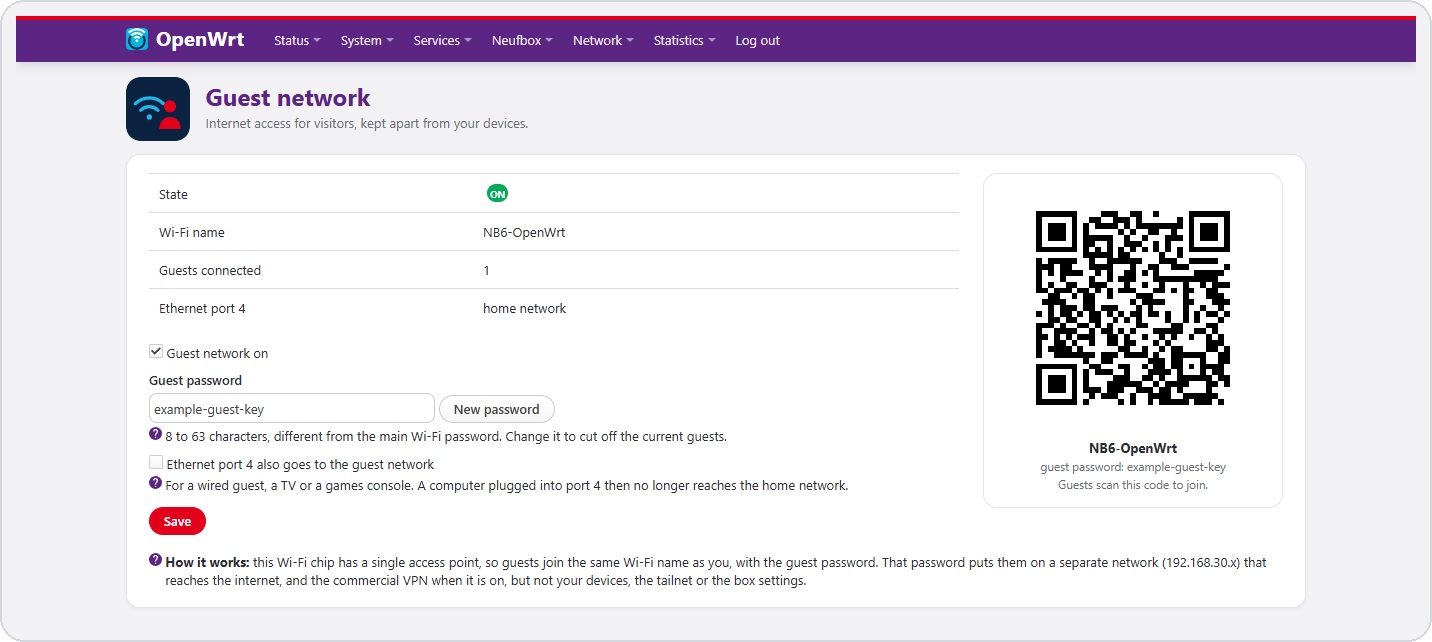 OpenWrt Status System Services Neufbox Network Statistics Log out
Guest network
Internet access for visitors, kept apart from your devices.
State ON
Wi-Fi name NB6-OpenWrt
Guests connected 1
Ethernet port 4 home network
Guest network on
Guest password
example-guest-key New password
? 8 to 63 characters, different from the main Wi-Fi password. Change it to cut off the current guests.
Ethernet port 4 also goes to the guest network
? For a wired guest, a TV or a games console. A computer plugged into port 4 then no longer reaches the home network.
Save
NB6-OpenWrt
guest password: example-guest-key
Guests scan this code to join.
? How it works: this Wi-Fi chip has a single access point, so guests join the same Wi-Fi name as you, with the guest password. That password puts them on a separate network (192.168.30.x) that
reaches the internet, and the commercial VPN when it is on, but not your devices, the tailnet or the box settings.